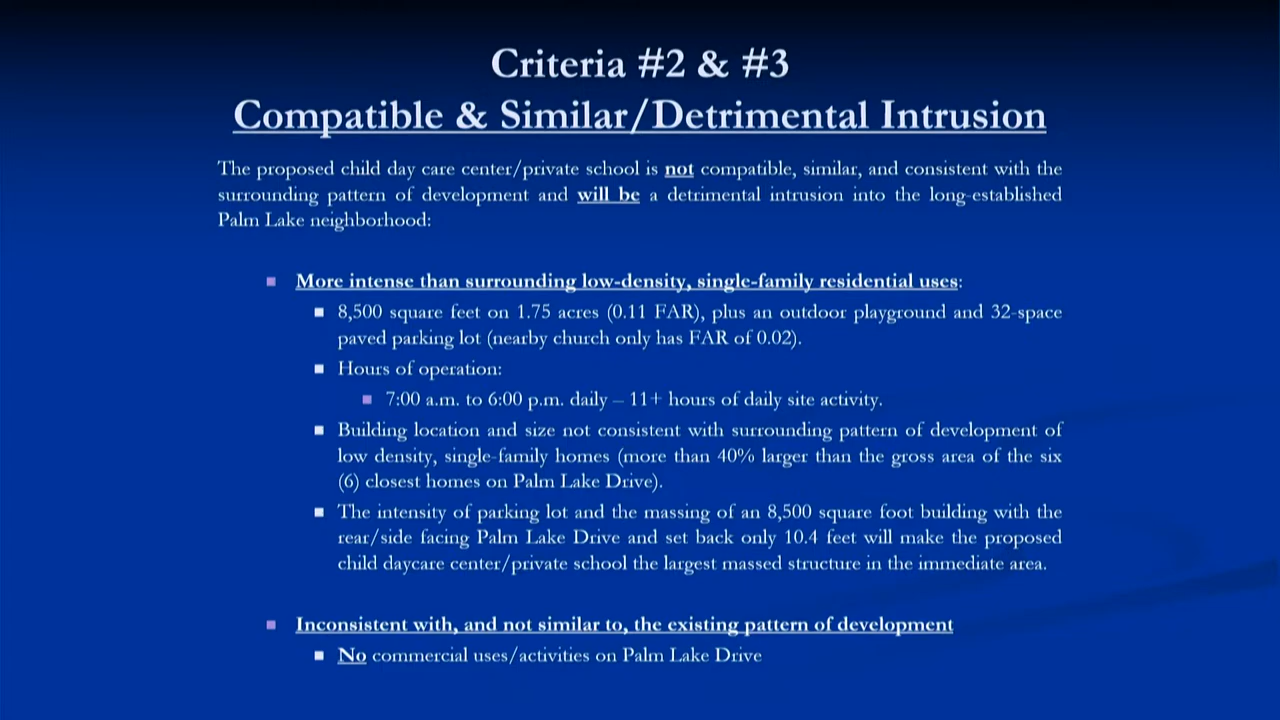 Criteria #2 & #3
Compatible & Similar/Detrimental Intrusion
The proposed child day care center/private school is not compatible, similar, and consistent with the
surrounding pattern of development and will be a detrimental intrusion into the long-established
Palm Lake neighborhood:
More intense than surrounding low-density, single-family residential uses:
8,500 square feet on 1.75 acres (0.11 FAR), plus an outdoor playground and 32-space
paved parking lot (nearby church only has FAR of 0.02).
Hours of operation:
7:00 a.m. to 6:00 p.m. daily – 11+ hours of daily site activity.
Building location and size not consistent with surrounding pattern of development of
low density, single-family homes (more than 40% larger than the gross area of the six
(6) closest homes on Palm Lake Drive).
The intensity of parking lot and the massing of an 8,500 square foot building with the
rear/side facing Palm Lake Drive and set back only 10.4 feet will make the proposed
child daycare center/private school the largest massed structure in the immediate area.
Inconsistent with, and not similar to, the existing pattern of development
No commercial uses/activities on Palm Lake Drive